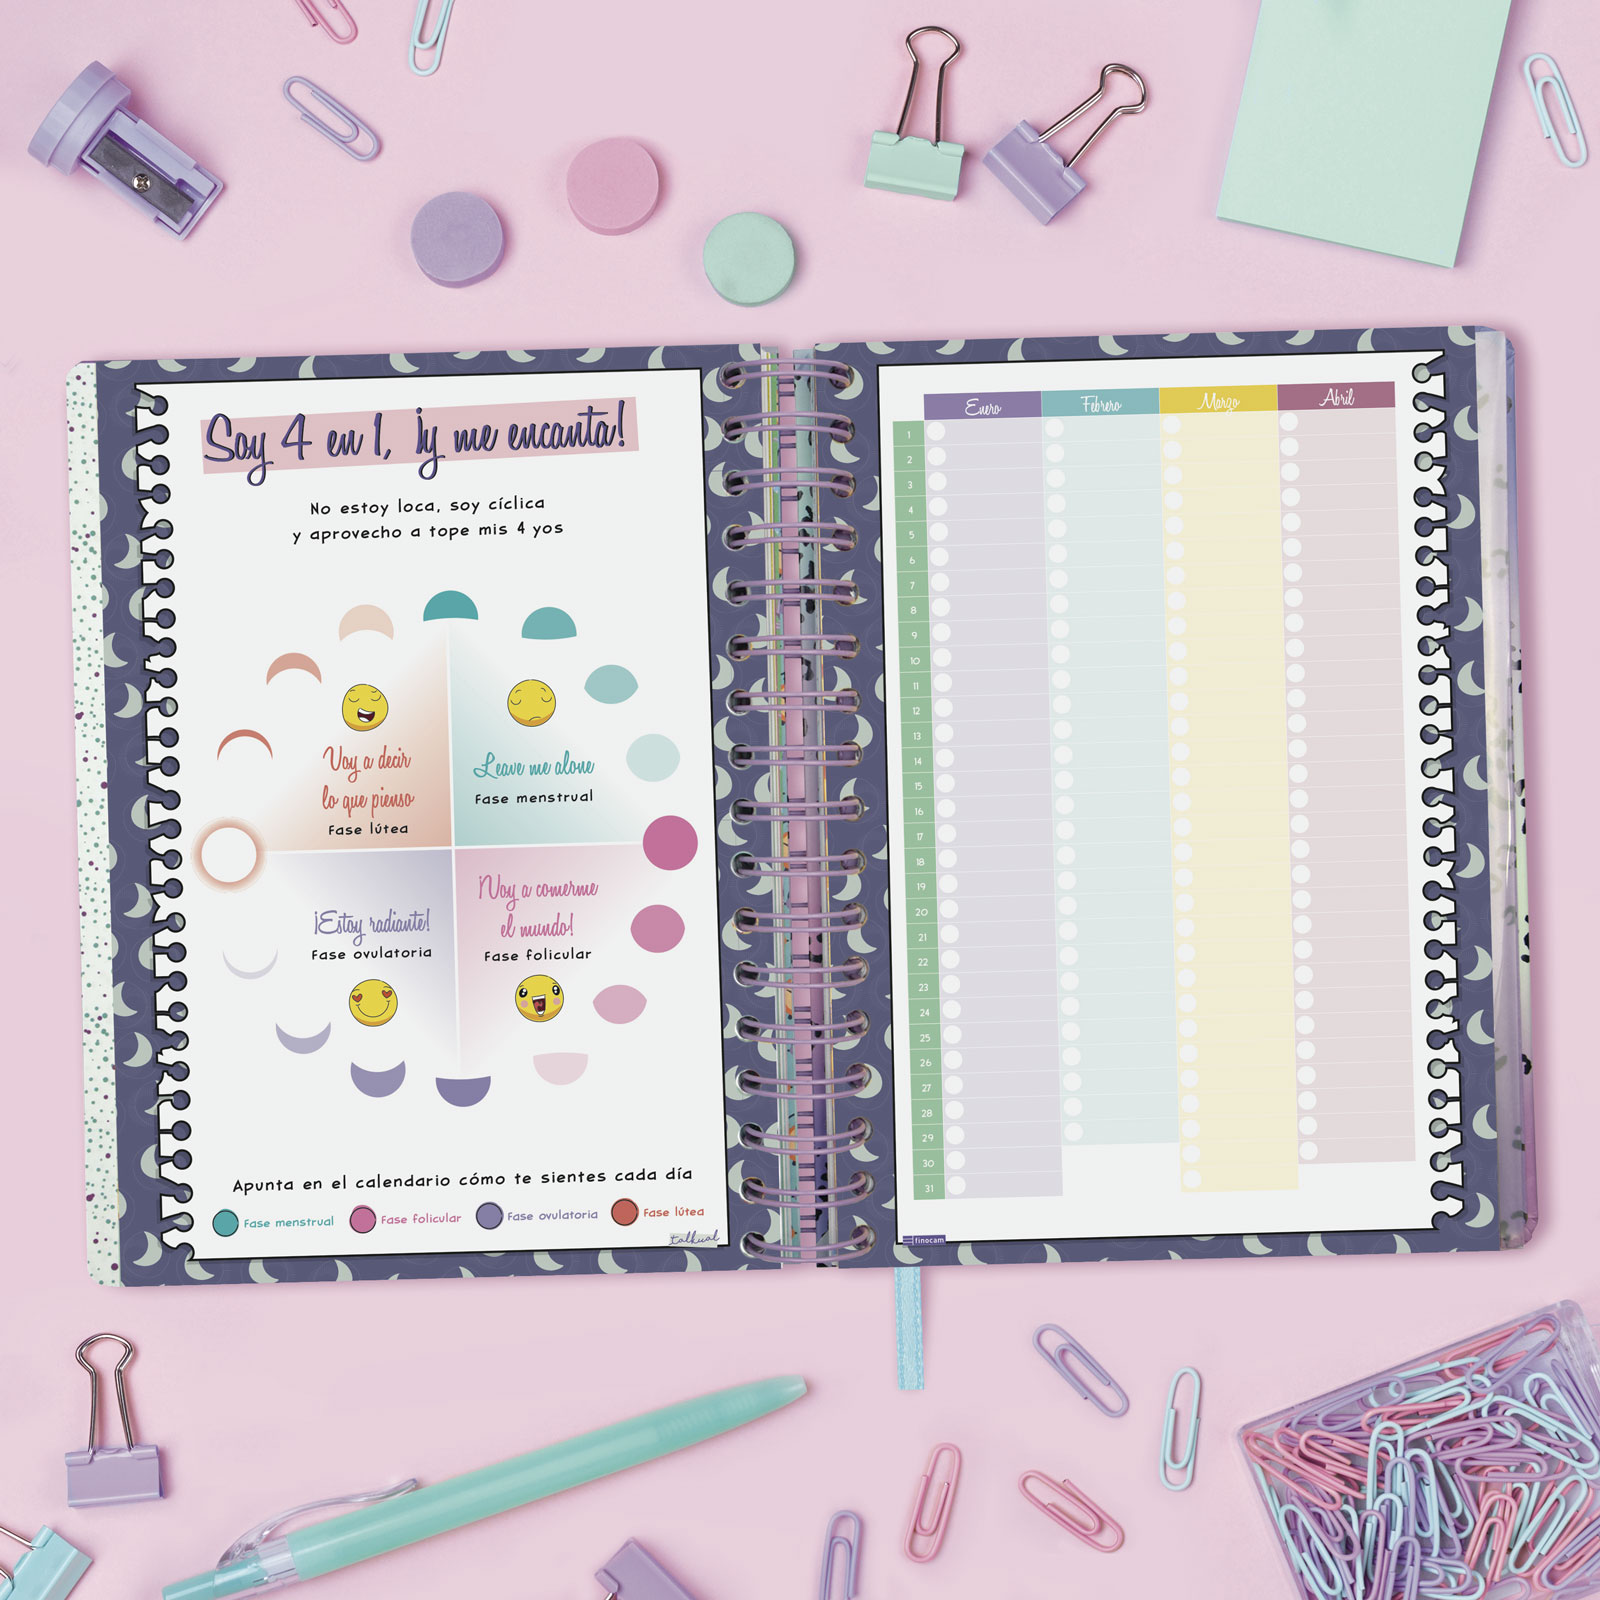 Soy 4 en 1, ¡y me encanta!
No estoy loca, soy cíclica
y aprovecho a tope mis 4 yos
Voy a decir
lo que pienso
Fase lútea
Leave me alone
Fase menstrual
¡Estoy radiante!
Fase ovulatoria
¡Voy a comerme
el mundo!
Fase folicular
Apunta en el calendario cómo te sientes cada día
Fase menstrual Fase folicular Fase ovulatoria Fase lútea
talkual
Enero Febrero Marzo Abril
1
2
3
4
5
6
7
8
9
10
11
12
13
14
15
16
17
18
19
20
21
22
23
24
25
26
27
28
29
30
31
finocam